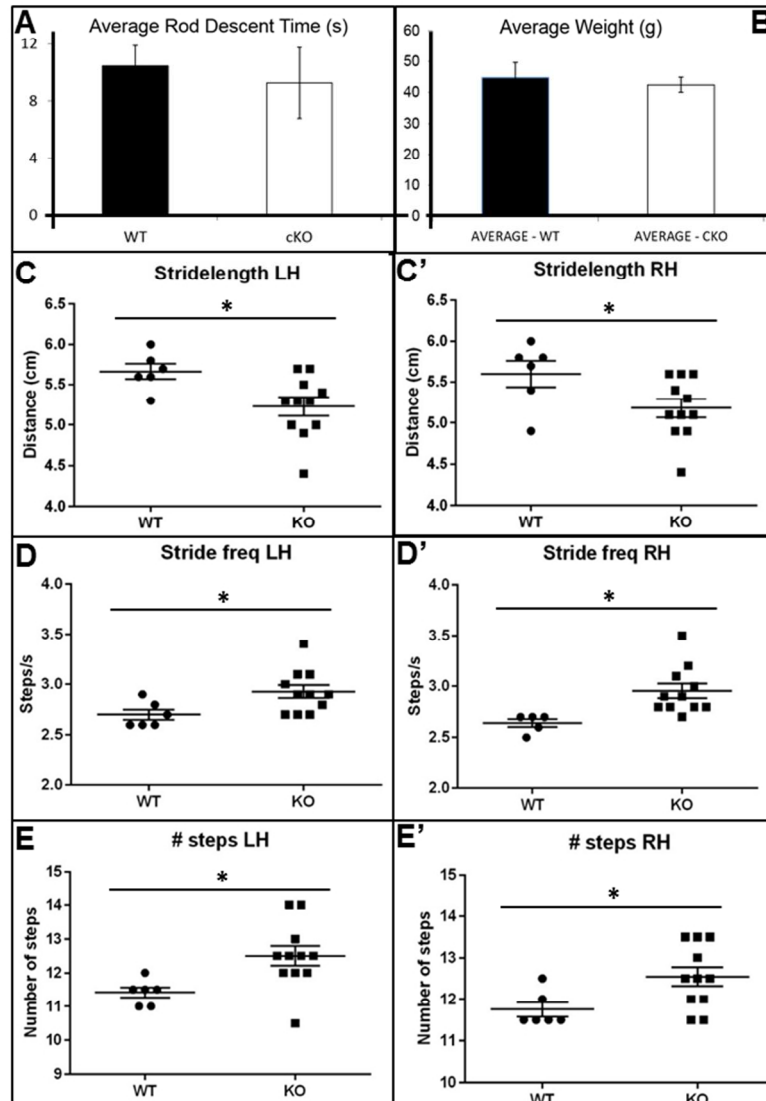 A
Average Rod Descent Time (s)
12
8
4
0
WT
cKO
B
Average Weight (g)
60
50
40
30
20
10
0
AVERAGE - WT
AVERAGE - CKO
C
Stridelength LH
*
6.5
6.0
5.5
5.0
4.5
4.0
Distance (cm)
WT
KO
C'
Stridelength RH
*
6.5
6.0
5.5
5.0
4.5
4.0
Distance (cm)
WT
KO
D
Stride freq LH
*
4.0
3.5
3.0
2.5
2.0
Steps/s
WT
KO
D'
Stride freq RH
*
4.0
3.5
3.0
2.5
2.0
Steps/s
WT
KO
E
# steps LH
*
15
14
13
12
11
10
9
Number of steps
WT
KO
E'
# steps RH
*
15
14
13
12
11
10
Number of steps
WT
KO